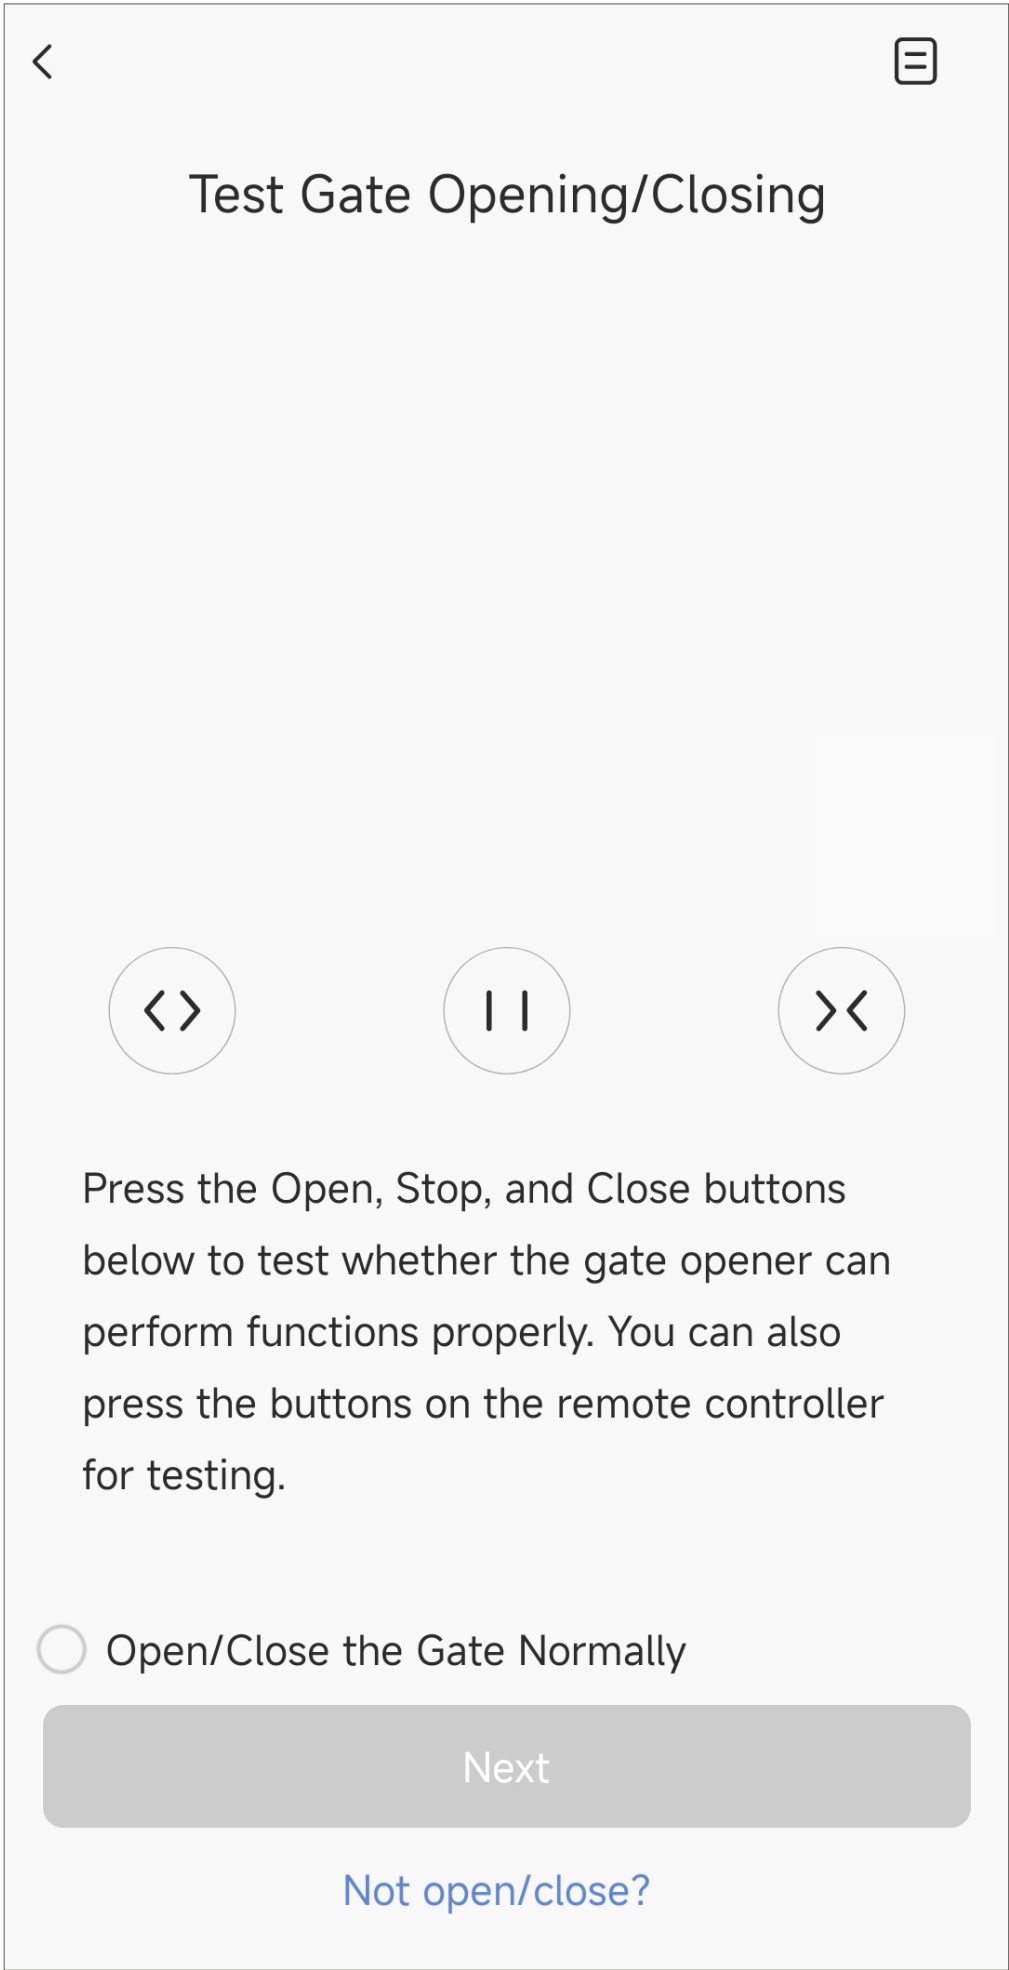 Test Gate Opening/Closing
Press the Open, Stop, and Close buttons
below to test whether the gate opener can
perform functions properly. You can also
press the buttons on the remote controller
for testing.
Open/Close the Gate Normally
Next
Not open/close?